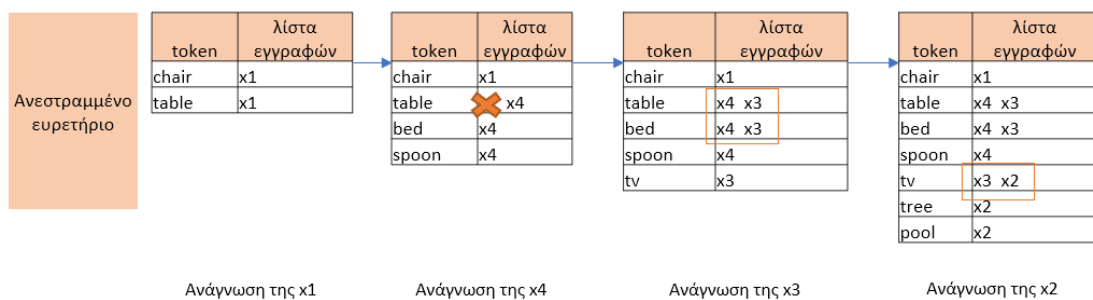 Ανεστραμμένο
ευρετήριο
token λίστα
εγγραφών
chair x1
table x1
token λίστα
εγγραφών
chair x1
table x4
bed x4
spoon x4
token λίστα
εγγραφών
chair x1
table x4 x3
bed x4 x3
spoon x4
tv x3
token λίστα
εγγραφών
chair x1
table x4 x3
bed x4 x3
spoon x4
tv x3 x2
tree x2
pool x2
Ανάγνωση της x1
Ανάγνωση της x4
Ανάγνωση της x3
Ανάγνωση της x2